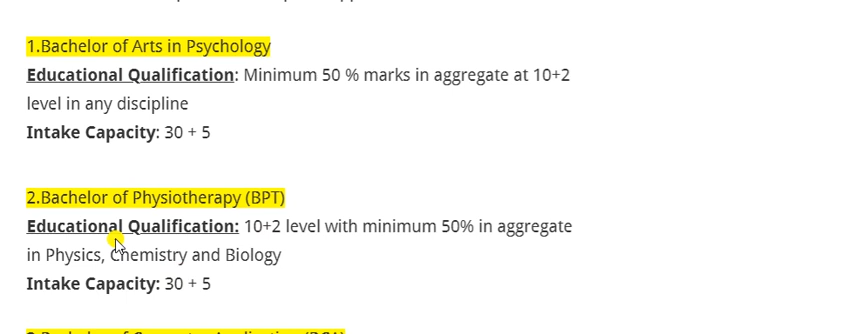 1.Bachelor of Arts in Psychology
Educational Qualification: Minimum 50 % marks in aggregate at 10+2
level in any discipline
Intake Capacity: 30 + 5
2.Bachelor of Physiotherapy (BPT)
Educational Qualification: 10+2 level with minimum 50% in aggregate
in Physics, Chemistry and Biology
Intake Capacity: 30 + 5